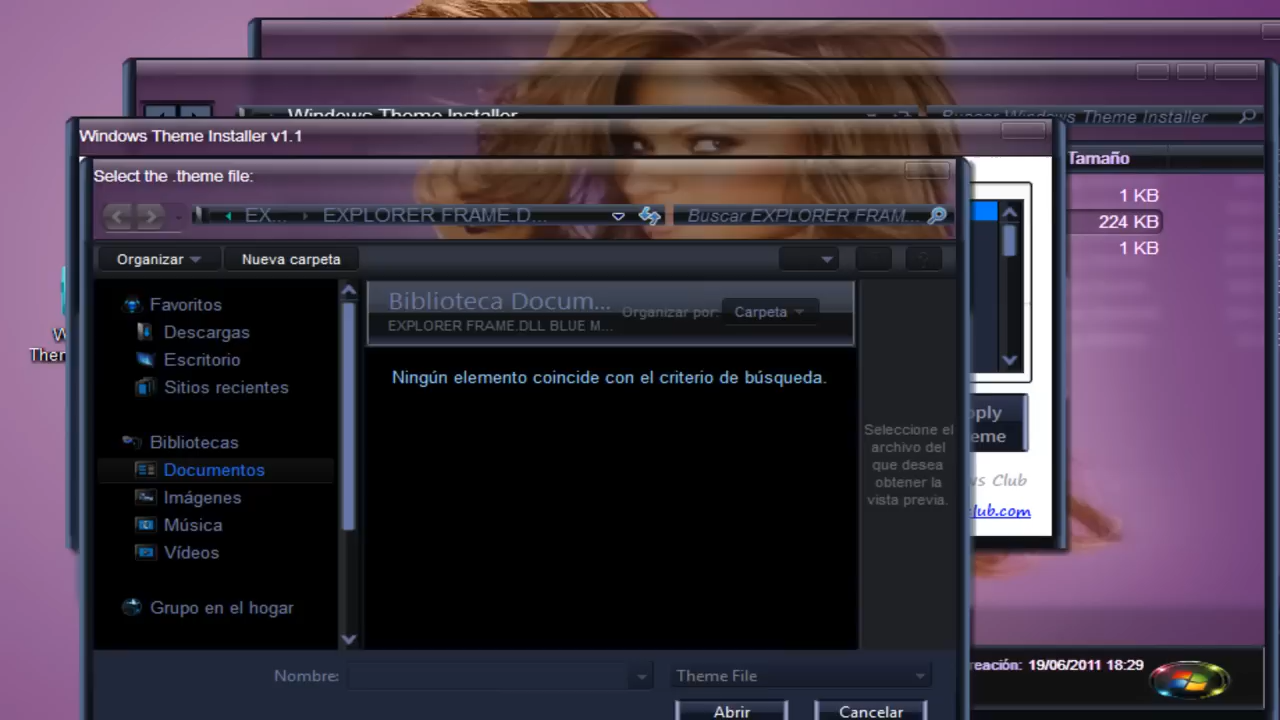 Windows Theme Installer
Buscar Windows Theme Installer
Windows Theme Installer v1.1
Tamaño
Select the .theme file:
1 KB
EX... EXPLORER FRAME.D...
Buscar EXPLORER FRAM...
224 KB
1 KB
Organizar
Nueva carpeta
Favoritos
Descargas
Escritorio
Sitios recientes
Bibliotecas
Documentos
Imágenes
Música
Vídeos
Grupo en el hogar
Biblioteca Docum...
EXPLORER FRAME.DLL BLUE M...
Organizar por: Carpeta
Ningún elemento coincide con el criterio de búsqueda.
Seleccione el
archivo del
que desea
obtener la
vista previa.
pply
eme
ws Club
lub.com
W
Ther
reación: 19/06/2011 18:29
Nombre:
Theme File
Abrir
Cancelar